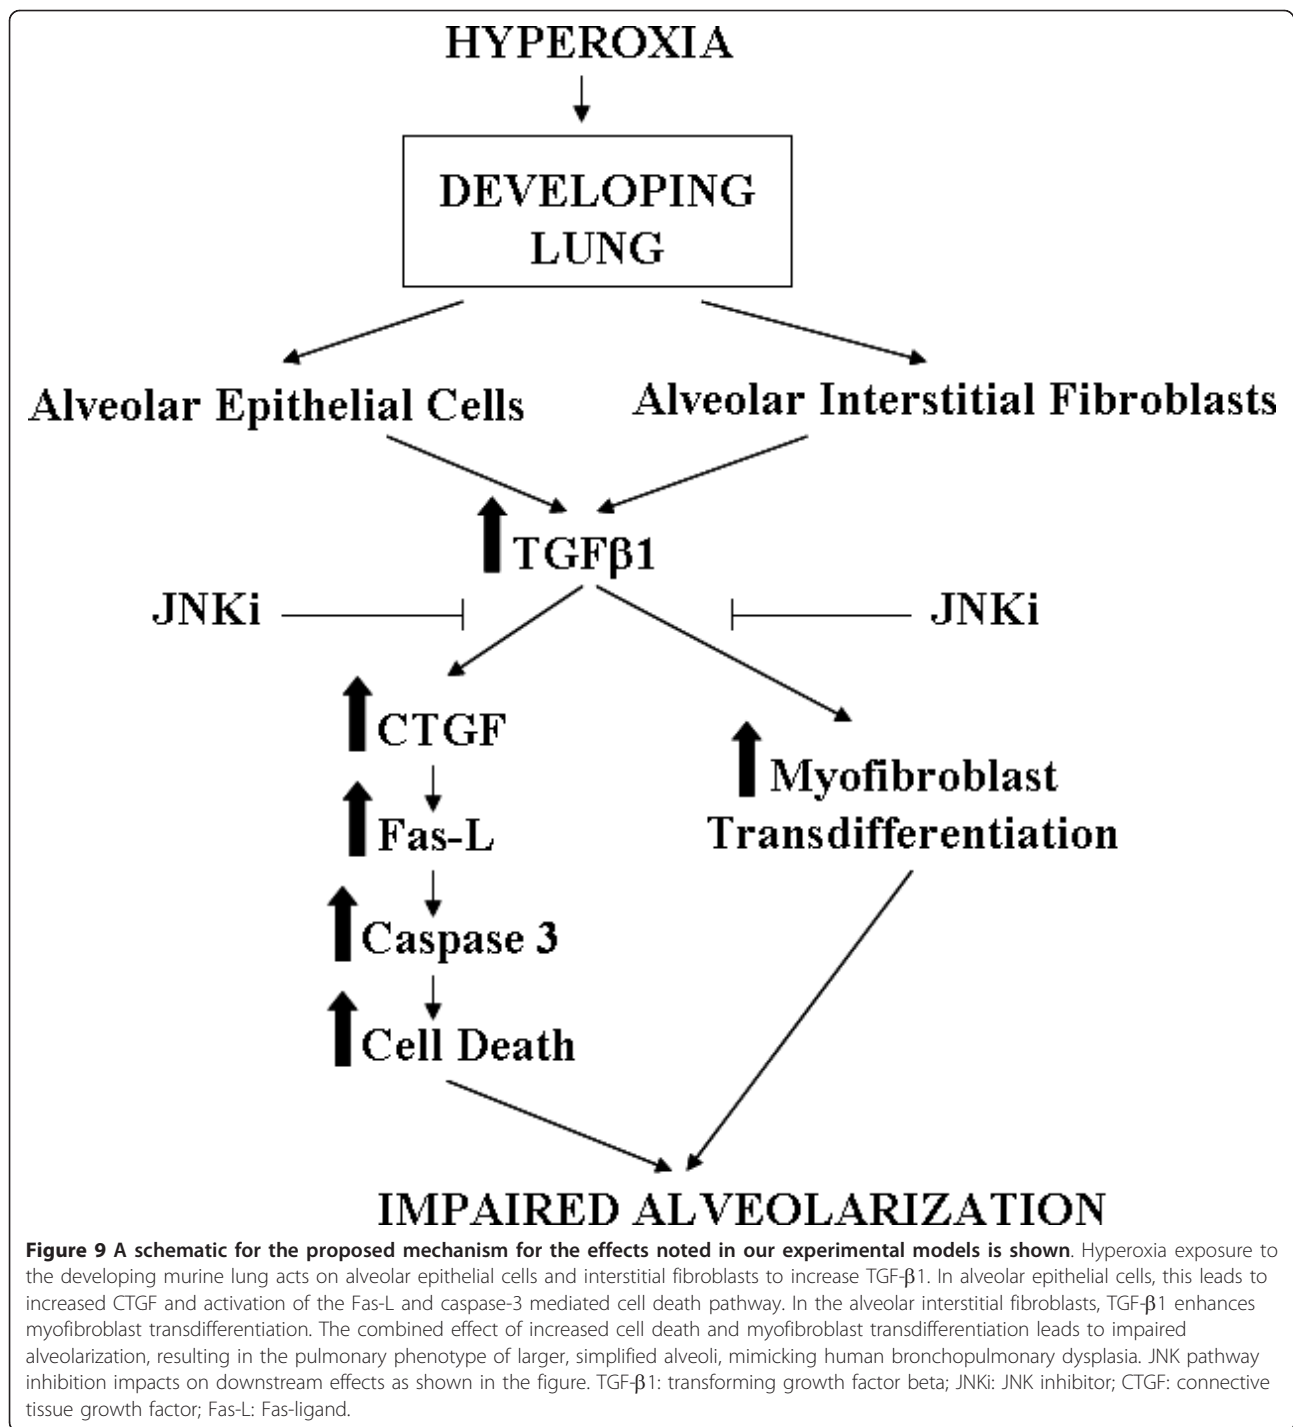 HYPEROXIA
DEVELOPING
LUNG
Alveolar Epithelial Cells
Alveolar Interstitial Fibroblasts
TGFβ1
JNKi
JNKi
CTGF
Myofibroblast
Transdifferentiation
Fas-L
Caspase 3
Cell Death
IMPAIRED ALVEOLARIZATION
Figure 9 A schematic for the proposed mechanism for the effects noted in our experimental models is shown. Hyperoxia exposure to
the developing murine lung acts on alveolar epithelial cells and interstitial fibroblasts to increase TGF-β1. In alveolar epithelial cells, this leads to
increased CTGF and activation of the Fas-L and caspase-3 mediated cell death pathway. In the alveolar interstitial fibroblasts, TGF-β1 enhances
myofibroblast transdifferentiation. The combined effect of increased cell death and myofibroblast transdifferentiation leads to impaired
alveolarization, resulting in the pulmonary phenotype of larger, simplified alveoli, mimicking human bronchopulmonary dysplasia. JNK pathway
inhibition impacts on downstream effects as shown in the figure. TGF-β1: transforming growth factor beta; JNKi: JNK inhibitor; CTGF: connective
tissue growth factor; Fas-L: Fas-ligand.